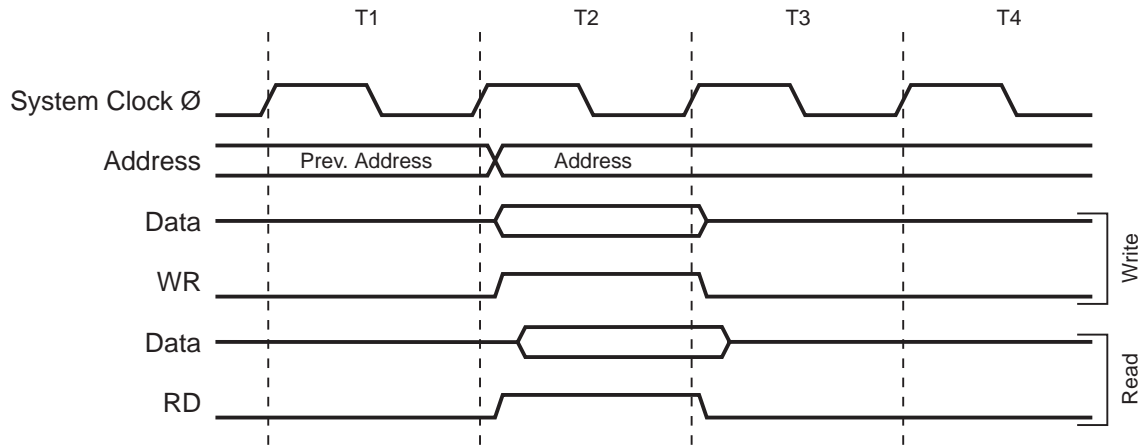 T1 T2 T3 T4
System Clock Ø
Address Prev. Address Address
Data
WR
Write
Data
RD
Read